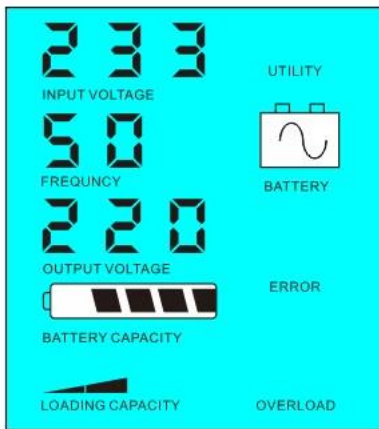 233
UTILITY
INPUT VOLTAGE
50
FREQUNCY
BATTERY
220
OUTPUT VOLTAGE
ERROR
BATTERY CAPACITY
LOADING CAPACITY
OVERLOAD